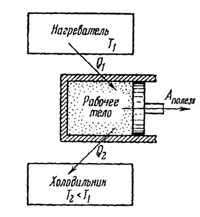 Нагреватель
T₁
Q₁
Рабочее
тело
Aполезн
Q₂
Холодильник
T₂ < T₁